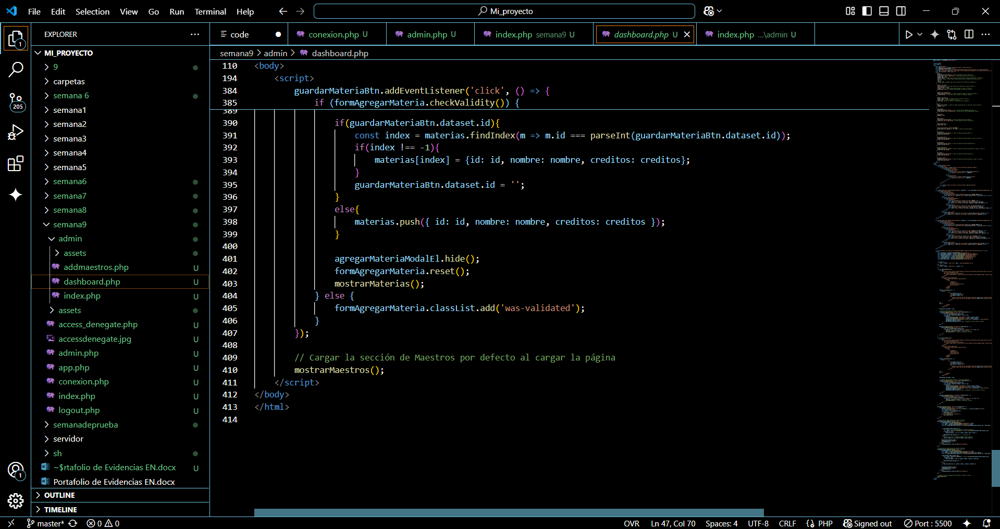 File Edit Selection View Go Run Terminal Help
Mi_proyecto
EXPLORER
code
conexion.php U
admin.php U
index.php semana9 U
dashboard.php U
index.php ...\admin U
semana9 > admin > dashboard.php
MI_PROYECTO
9
carpetas
semana 6
semana1
semana2
semana3
semana4
semana5
semana6
semana7
semana8
semana9
admin
assets
addmaestros.php U
dashboard.php U
index.php U
assets
access_denegate.php U
accessdenegate.jpg U
admin.php U
app.php U
conexion.php U
index.php U
logout.php U
semanadeprueba
servidor
sh
~$rtafolio de Evidencias EN.docx U
Portafolio de Evidencias EN.docx
OUTLINE
TIMELINE
1
205
1
110 <body>
194 <script>
384 guardarMateriaBtn.addEventListener('click', () => {
385 if (formAgregarMateria.checkValidity()) {
389
390 if(guardarMateriaBtn.dataset.id){
391 const index = materias.findIndex(m => m.id === parseInt(guardarMateriaBtn.dataset.id));
392 if(index !== -1){
393 materias[index] = {id: id, nombre: nombre, creditos: creditos};
394 }
395 guardarMateriaBtn.dataset.id = '';
396 }
397 else{
398 materias.push({ id: id, nombre: nombre, creditos: creditos });
399 }
400
401 agregarMateriaModalEl.hide();
402 formAgregarMateria.reset();
403 mostrarMaterias();
404 } else {
405 formAgregarMateria.classList.add('was-validated');
406 }
407 });
408
409 // Cargar la sección de Maestros por defecto al cargar la página
410 mostrarMaestros();
411 </script>
412 </body>
413 </html>
414
master* 0 0
OVR Ln 47, Col 70 Spaces: 4 UTF-8 CRLF {} PHP Signed out Port : 5500